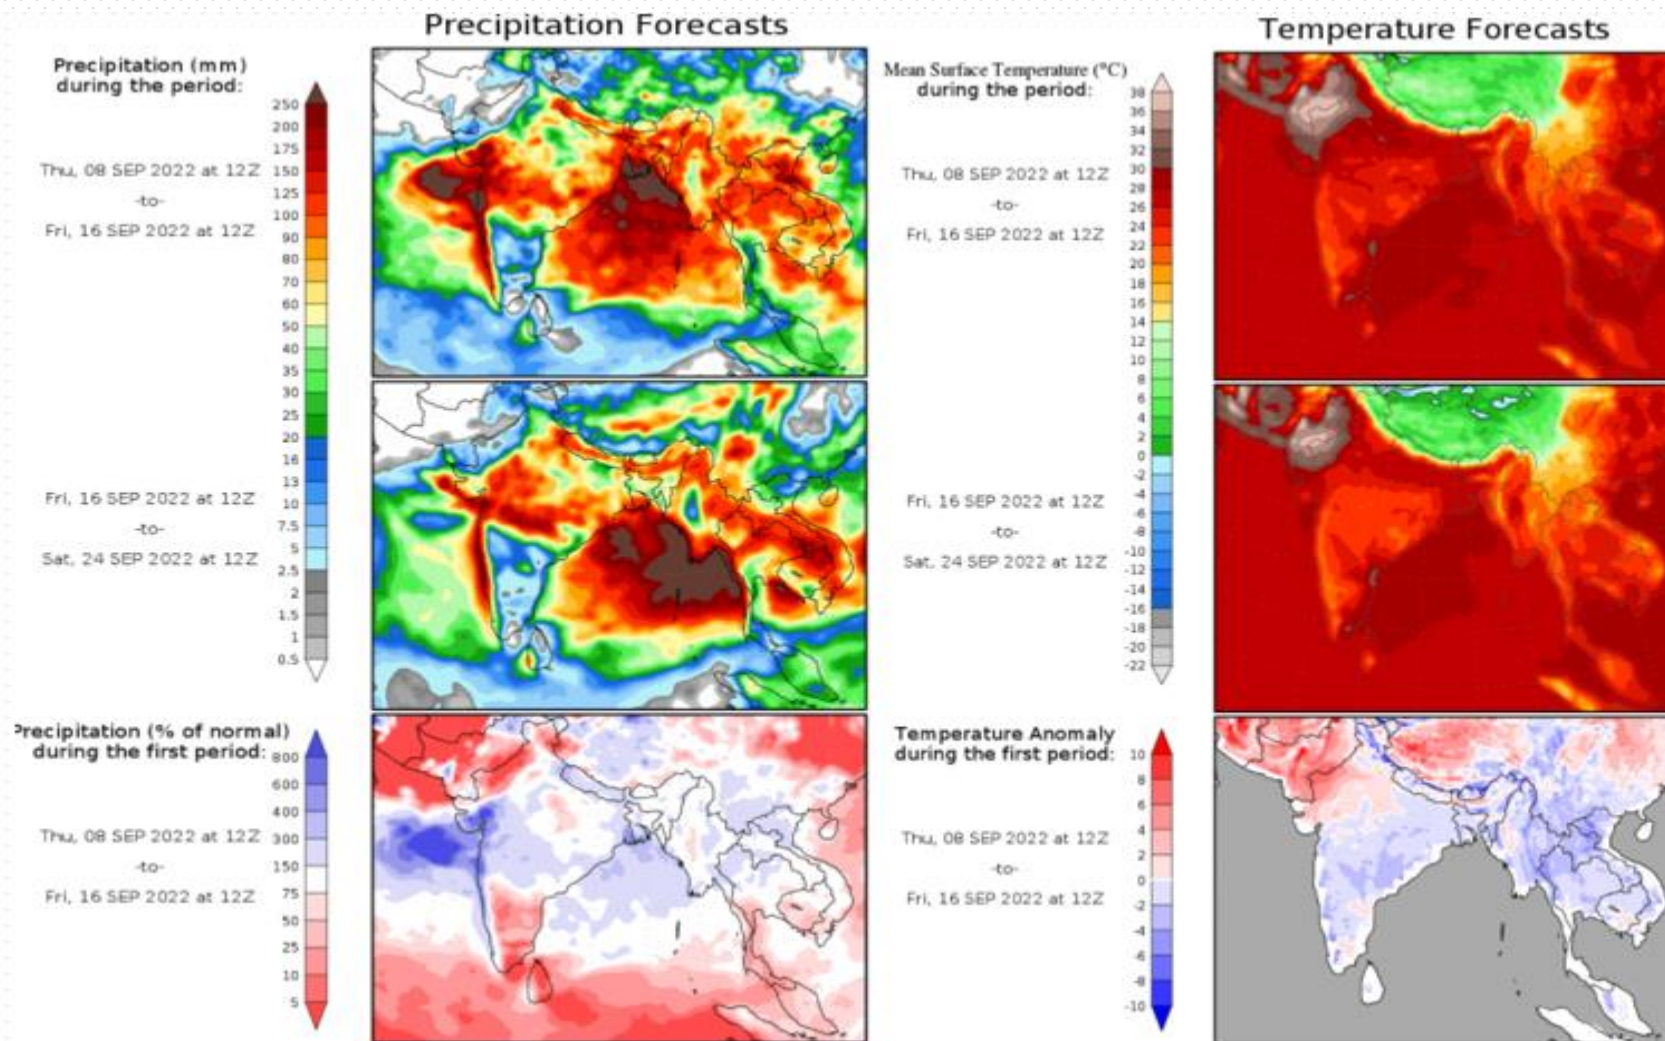 Precipitation Forecasts
Precipitation (mm)
during the period:
250
200
175
150
125
100
90
80
70
60
50
40
35
30
25
20
16
13
10
7.5
5
2.5
2
1.5
1
0.5
Thu, 08 SEP 2022 at 12Z
-to-
Fri, 16 SEP 2022 at 12Z
Fri, 16 SEP 2022 at 12Z
-to-
Sat, 24 SEP 2022 at 12Z
Precipitation (% of normal)
during the first period:
800
600
400
300
150
75
50
25
10
5
Thu, 08 SEP 2022 at 12Z
-to-
Fri, 16 SEP 2022 at 12Z
Temperature Forecasts
Mean Surface Temperature (°C)
during the period:
38
36
34
32
30
28
26
24
22
20
18
16
14
12
10
8
6
4
2
0
-2
-4
-6
-8
-10
-12
-14
-16
-18
-20
-22
Thu, 08 SEP 2022 at 12Z
-to-
Fri, 16 SEP 2022 at 12Z
Fri, 16 SEP 2022 at 12Z
-to-
Sat, 24 SEP 2022 at 12Z
Temperature Anomaly
during the first period:
10
8
6
4
2
0
-2
-4
-6
-8
-10
Thu, 08 SEP 2022 at 12Z
-to-
Fri, 16 SEP 2022 at 12Z